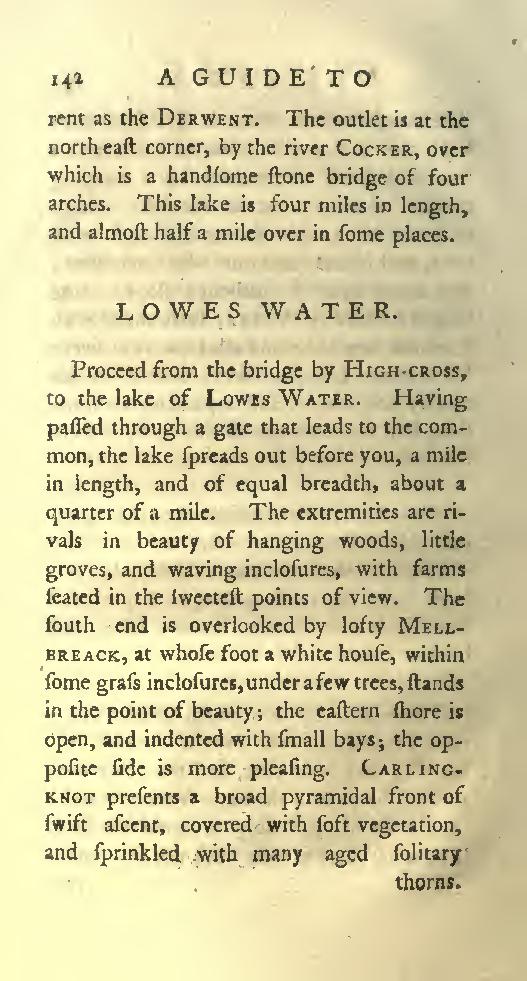 142 A GUIDE TO
rent as the DERWENT. The outlet is at the
north eaſt corner, by the river COCKER, over
which is a handſome ſtone bridge of four
arches. This lake is four miles in length,
and almoſt half a mile over in ſome places.
LOWES WATER.
Proceed from the bridge by HIGH-CROSS,
to the lake of LOWES WATER. Having
paſſed through a gate that leads to the com-
mon, the lake ſpreads out before you, a mile
in length, and of equal breadth, about a
quarter of a mile. The extremities are ri-
vals in beauty of hanging woods, little
groves, and waving incloſures, with farms
ſeated in the ſweeteſt points of view. The
ſouth end is overlooked by lofty MELL-
BREACK, at whoſe foot a white houſe, within
ſome graſs incloſures, under a few trees, ſtands
in the point of beauty; the eaſtern ſhore is
open, and indented with ſmall bays; the op-
poſite ſide is more pleaſing. CARLING-
KNOT preſents a broad pyramidal front of
ſwift aſcent, covered with ſoft vegetation,
and ſprinkled with many aged ſolitary
thorns.